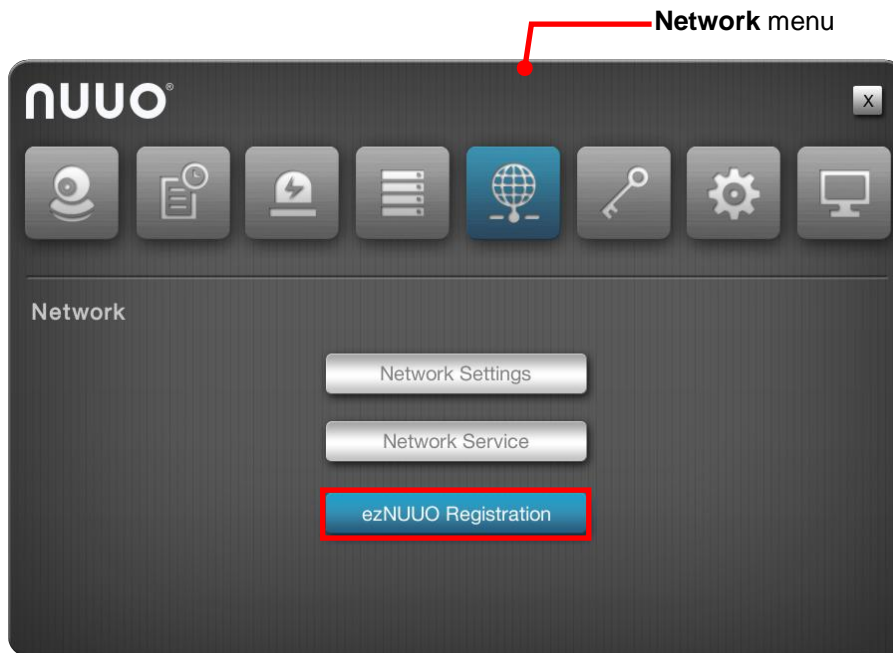 Network menu
nuuo®
X
Network
Network Settings
Network Service
ezNUUO Registration